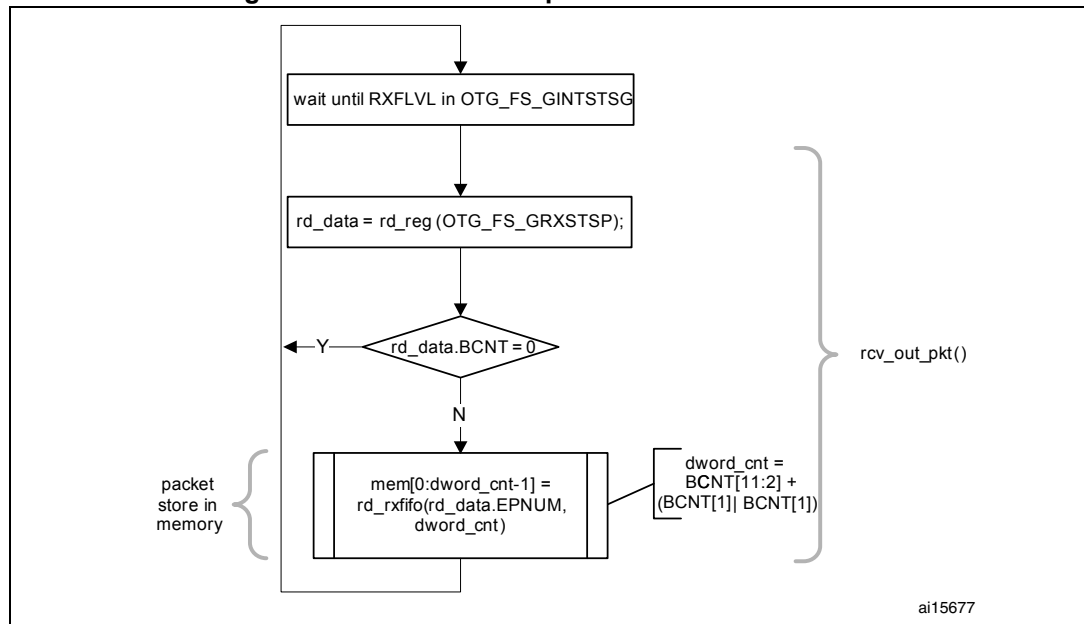 wait until RXFLVL in OTG_FS_GINTSTSG
rd_data = rd_reg (OTG_FS_GRXSTSP);
rd_data.BCNT = 0
Y
N
rcv_out_pkt()
packet
store in
memory
mem[0:dword_cnt-1] =
rd_rxfifo(rd_data.EPNUM,
dword_cnt)
dword_cnt =
BCNT[11:2] +
(BCNT[1]| BCNT[1])
ai15677